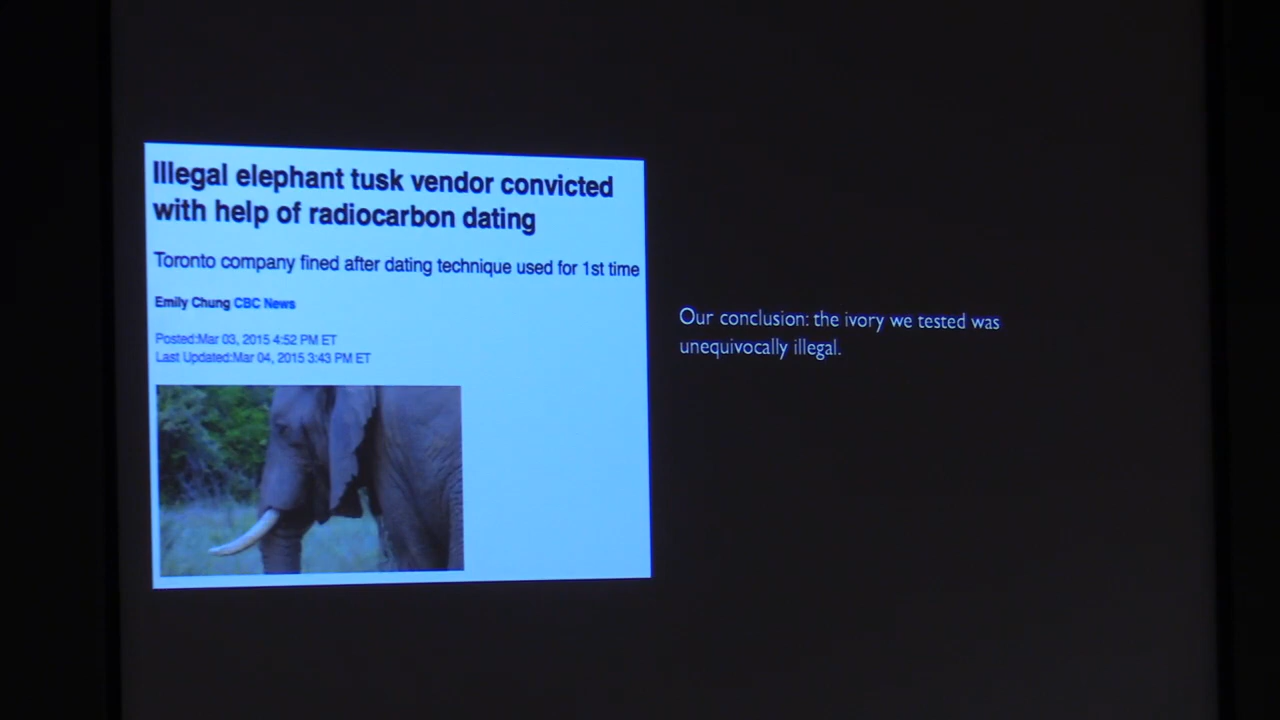 Illegal elephant tusk vendor convicted
with help of radiocarbon dating
Toronto company fined after dating technique used for 1st time
Emily Chung CBC News
Posted:Mar 03, 2015 4:52 PM ET
Last Updated:Mar 04, 2015 3:43 PM ET
Our conclusion: the ivory we tested was
unequivocally illegal.